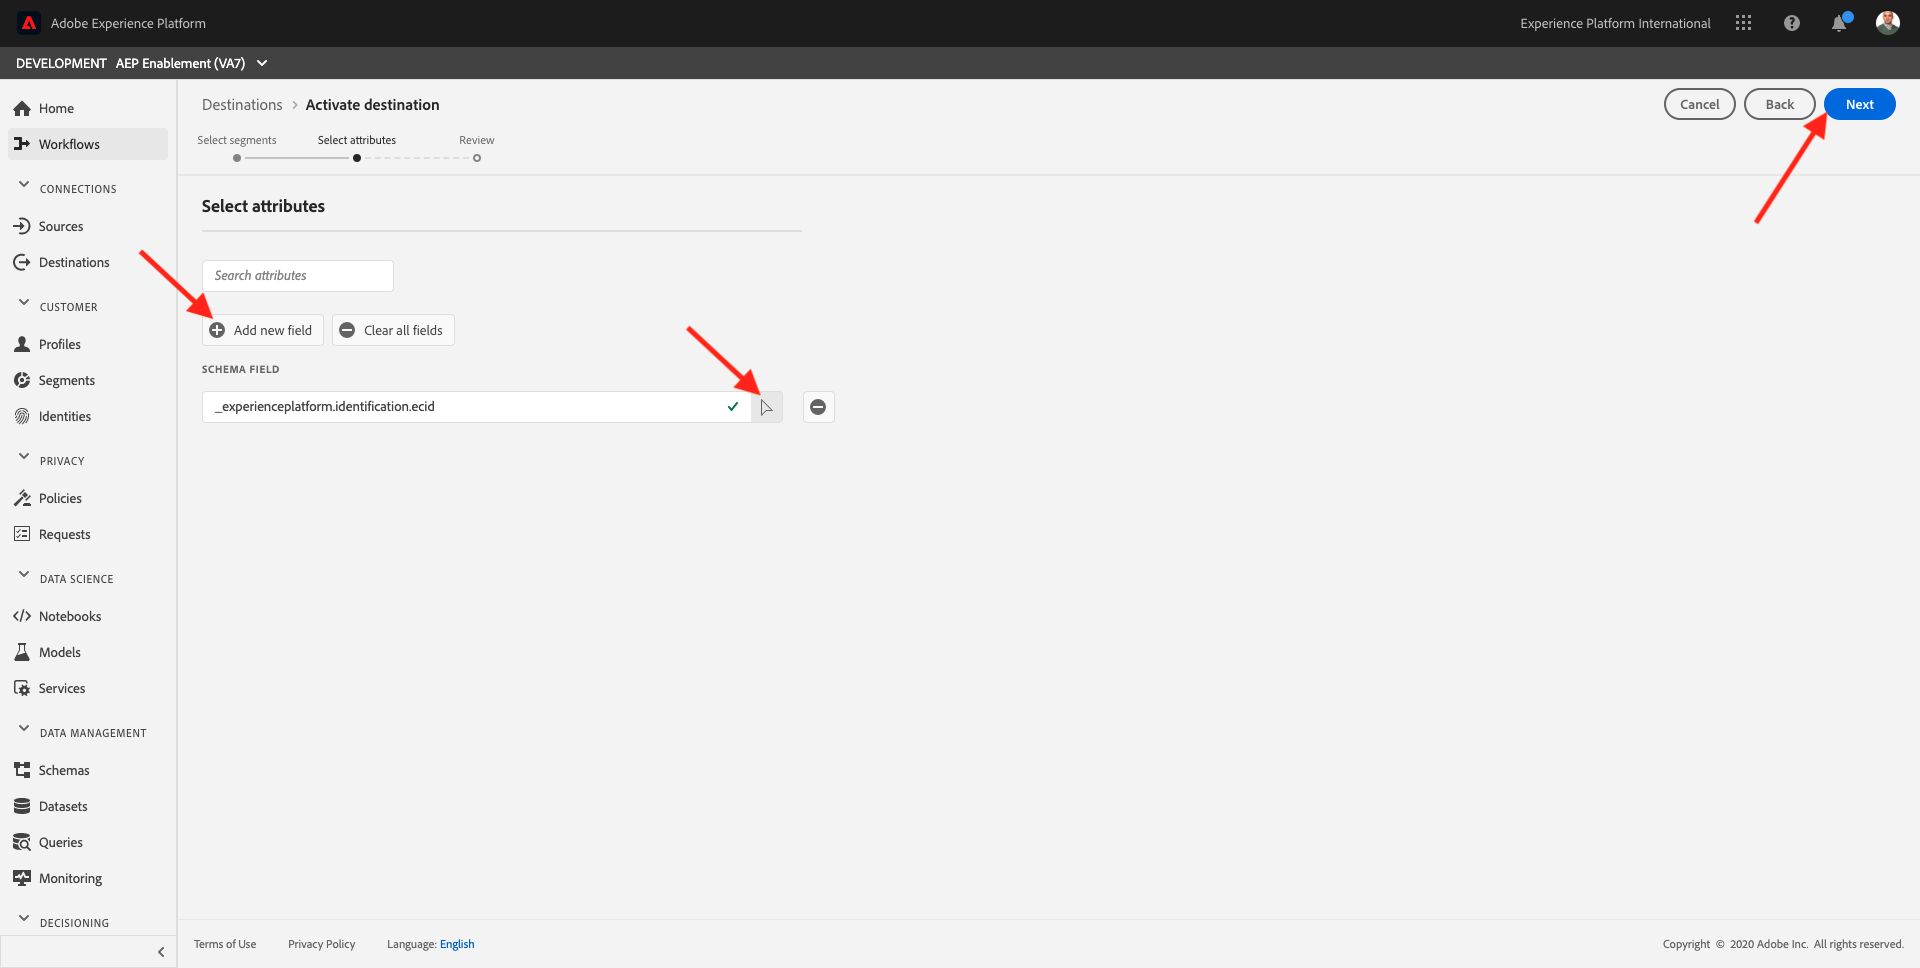 Adobe Experience Platform
Experience Platform International
DEVELOPMENT AEP Enablement (VA7)
Home
Workflows
CONNECTIONS
Sources
Destinations
CUSTOMER
Profiles
Segments
Identities
PRIVACY
Policies
Requests
DATA SCIENCE
Notebooks
Models
Services
DATA MANAGEMENT
Schemas
Datasets
Queries
Monitoring
DECISIONING
Destinations > Activate destination
Cancel
Back
Next
Select segments
Select attributes
Review
Select attributes
Search attributes
Add new field
Clear all fields
SCHEMA FIELD
_experienceplatform.identification.ecid
Terms of Use
Privacy Policy
Language: English
Copyright © 2020 Adobe Inc. All rights reserved.